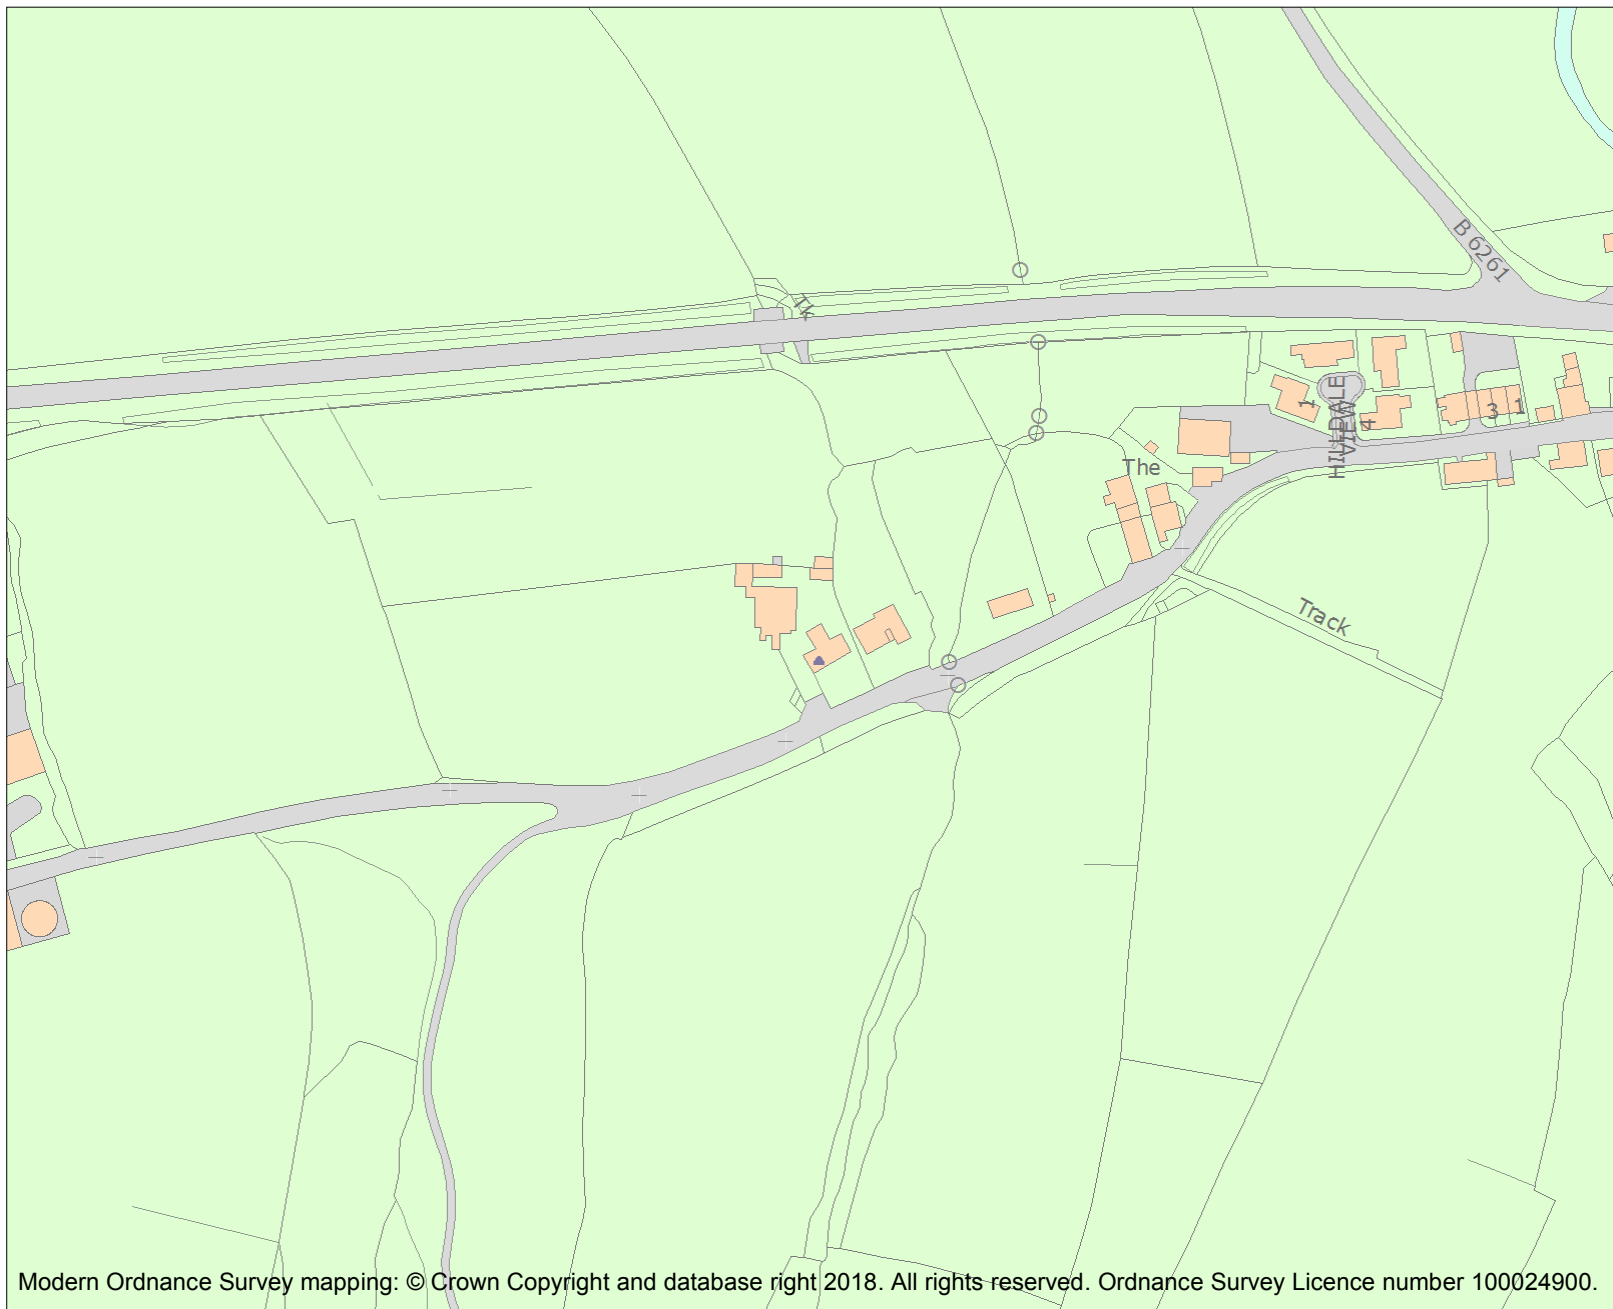 B 6261
Tk
HILLDALE
VIEW
1
4
3
1
The
Track
Modern Ordnance Survey mapping: © Crown Copyright and database right 2018. All rights reserved. Ordnance Survey Licence number 100024900.